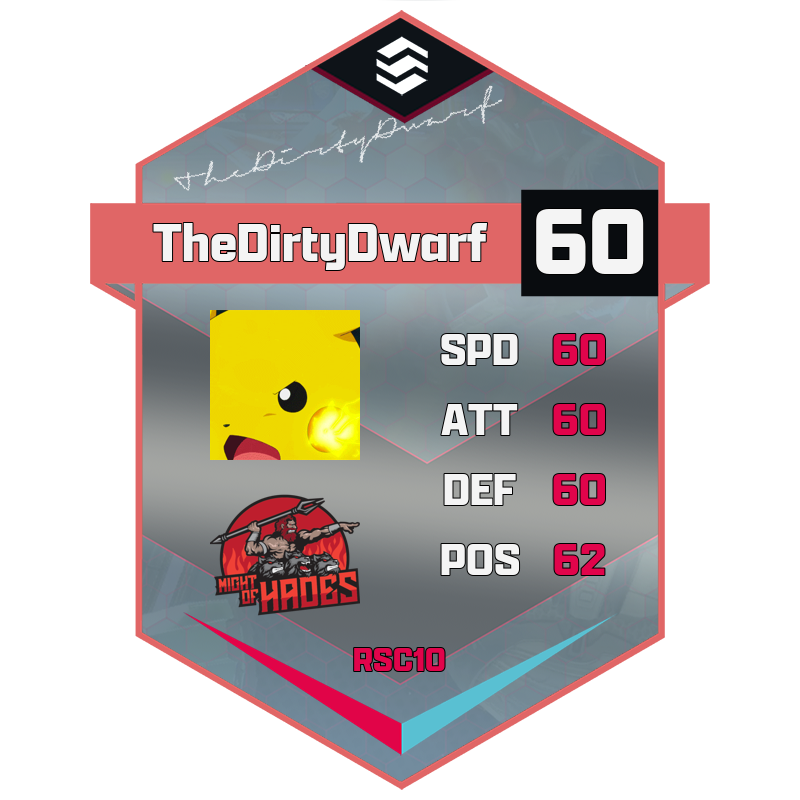 TheDirtyDwarf
TheDirtyDwarf 60
SPD 60
ATT 60
DEF 60
POS 62
MIGHT
OF HADES
RSC10